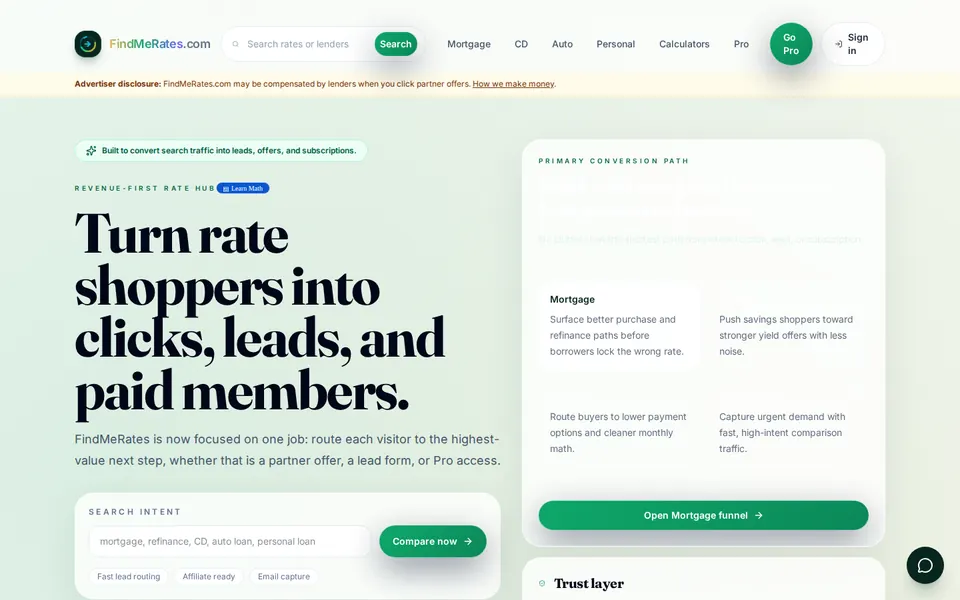 FindMeRates.com
Search rates or lenders
Search
Mortgage
CD
Auto
Personal
Calculators
Pro
Go
Pro
Sign
in
Advertiser disclosure: FindMeRates.com may be compensated by lenders when you click partner offers. How we make money.
Built to convert search traffic into leads, offers, and subscriptions.
REVENUE-FIRST RATE HUB
Learn Math
Turn rate
shoppers into
clicks, leads, and
paid members.
FindMeRates is now focused on one job: route each visitor to the highest-
value next step, whether that is a partner offer, a lead form, or Pro access.
SEARCH INTENT
mortgage, refinance, CD, auto loan, personal loan
Compare now
Fast lead routing
Affiliate ready
Email capture
PRIMARY CONVERSION PATH
Mortgage
Surface better purchase and
refinance paths before
borrowers lock the wrong rate.
Push savings shoppers toward
stronger yield offers with less
noise.
Route buyers to lower payment
options and cleaner monthly
math.
Capture urgent demand with
fast, high-intent comparison
traffic.
Open Mortgage funnel
Trust layer